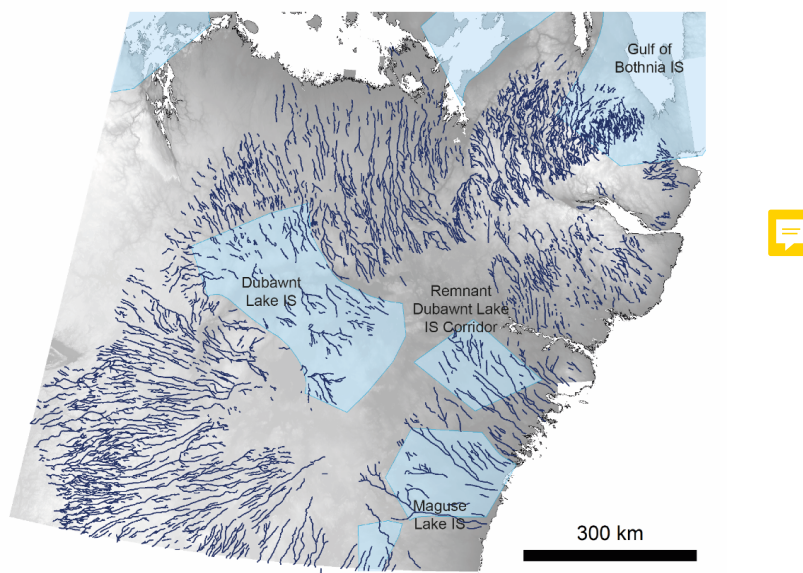 Gulf of
Bothnia IS
Dubawnt
Lake IS
Remnant
Dubawnt Lake
IS Corridor
Maguse
Lake IS
300 km